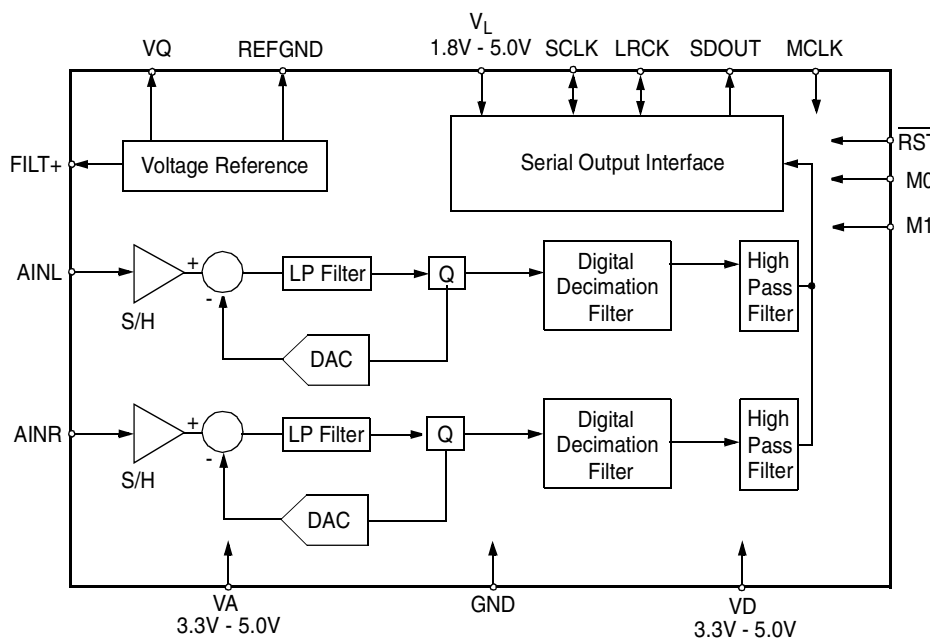 VQ
REFGND
VL
1.8V - 5.0V
SCLK
LRCK
SDOUT
MCLK
FILT+
Voltage Reference
Serial Output Interface
RST
M0
M1
AINL
S/H
+
-
LP Filter
Q
DAC
Digital
Decimation
Filter
High
Pass
Filter
AINR
S/H
+
-
LP Filter
Q
DAC
Digital
Decimation
Filter
High
Pass
Filter
VA
3.3V - 5.0V
GND
VD
3.3V - 5.0V